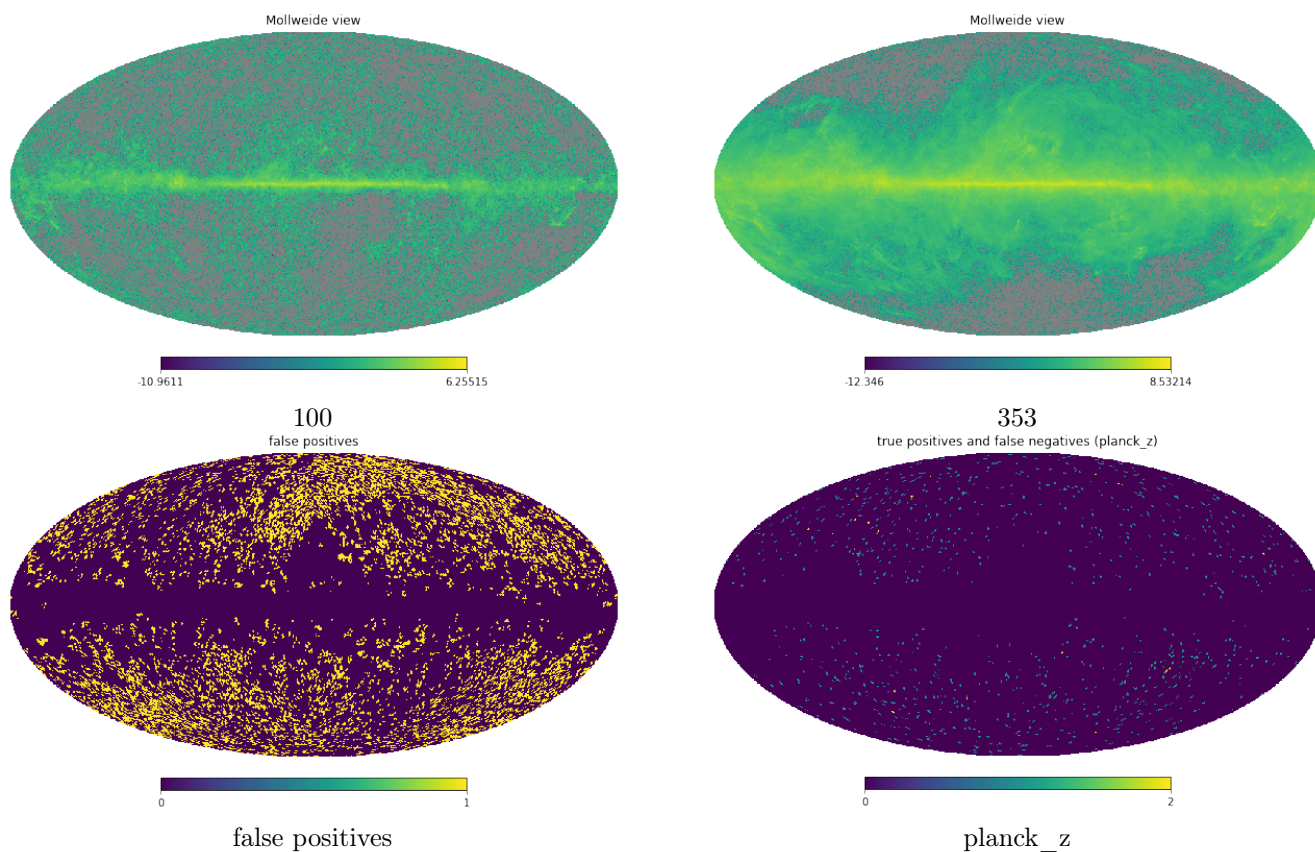 Mollweide view
Mollweide view
-10.9611 6.25515
-12.346 8.53214
100
353
false positives
true positives and false negatives (planck_z)
0 1
0 2
false positives
planck_z